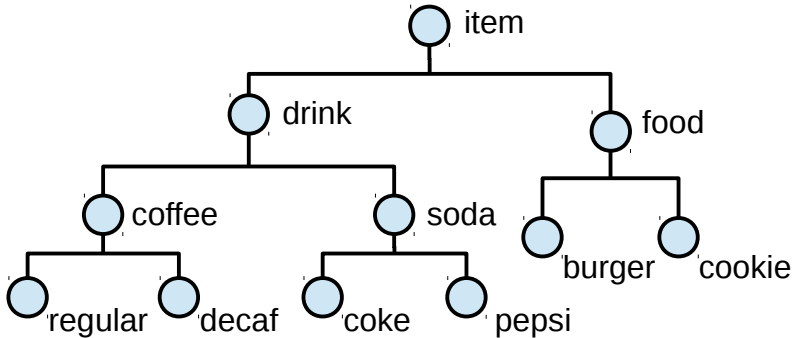 item
drink
food
coffee
soda
burger
cookie
regular
decaf
coke
pepsi